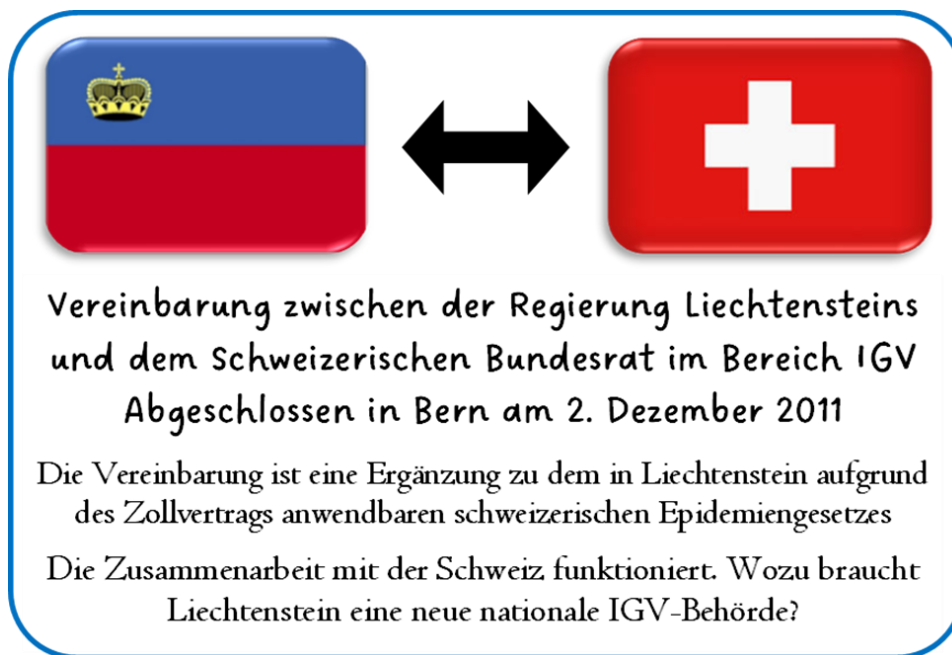 Vereinbarung zwischen der Regierung Liechtensteins
und dem Schweizerischen Bundesrat im Bereich IGV
Abgeschlossen in Bern am 2. Dezember 2011
Die Vereinbarung ist eine Ergänzung zu dem in Liechtenstein aufgrund
des Zollvertrags anwendbaren schweizerischen Epidemiengesetzes
Die Zusammenarbeit mit der Schweiz funktioniert. Wozu braucht
Liechtenstein eine neue nationale IGV-Behörde?